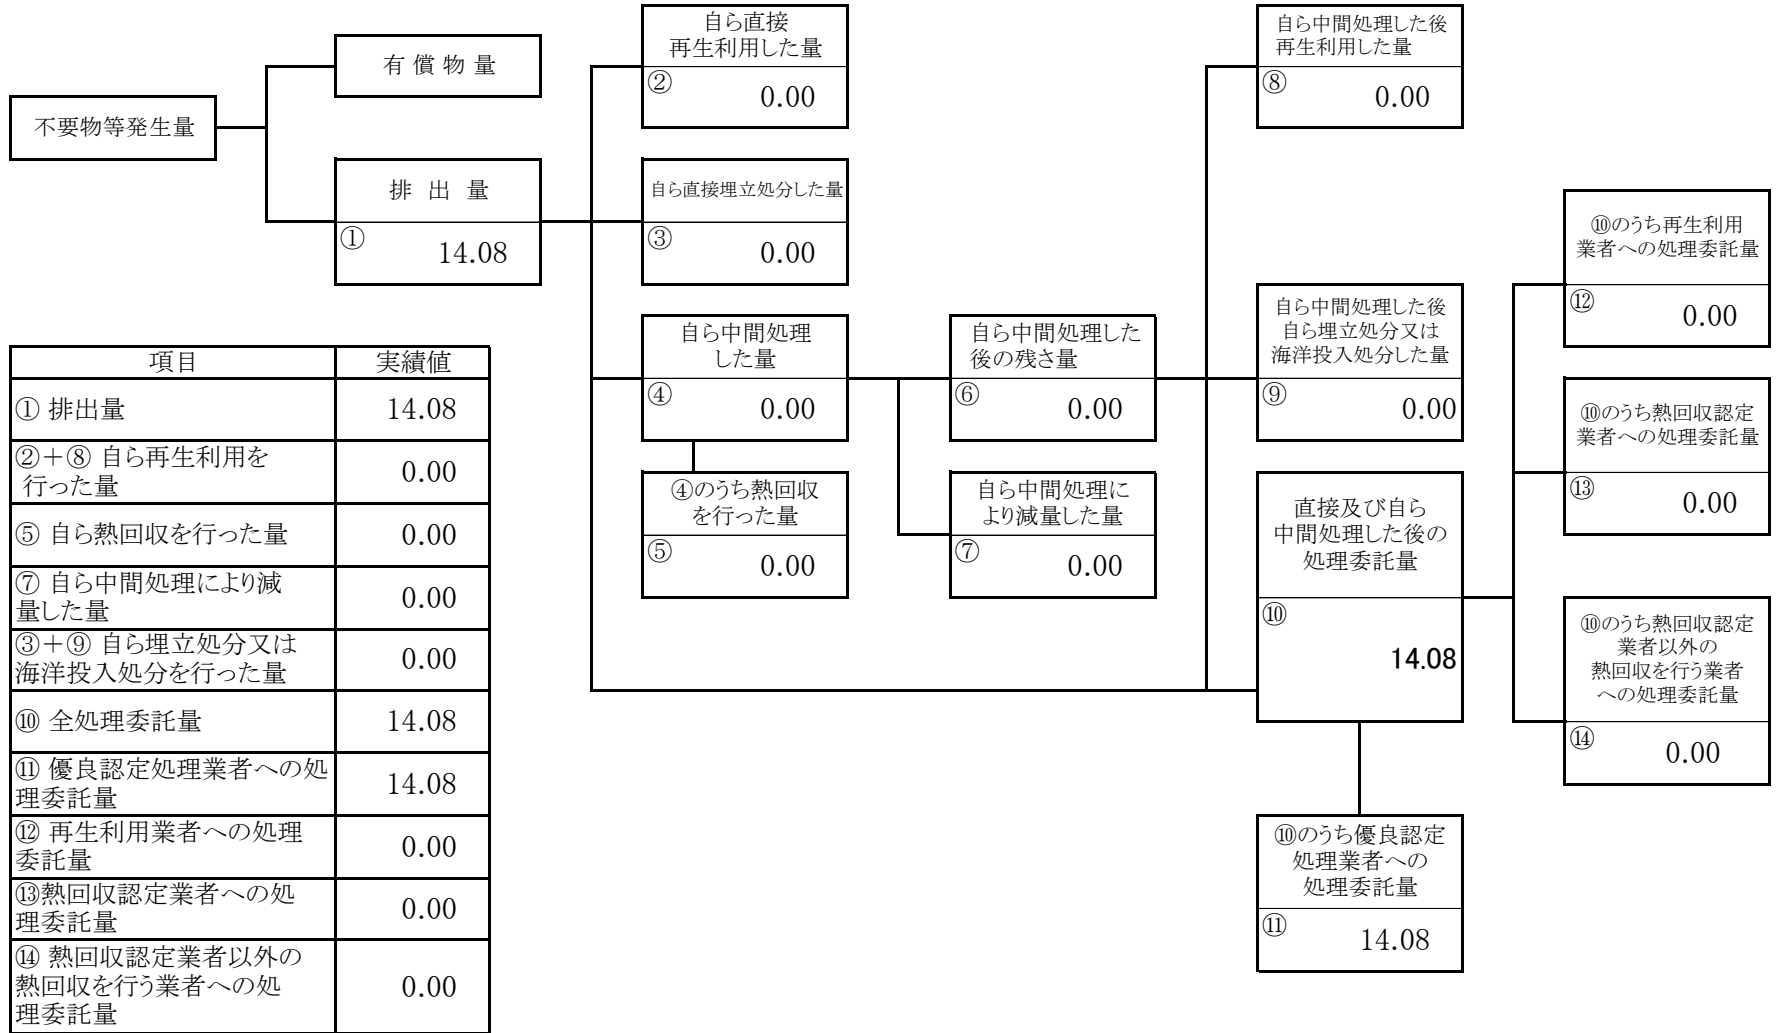 不要物等発生量
有 償 物 量
排 出 量
①
14.08
自ら直接
再生利用した量
②
0.00
自ら直接埋立処分した量
③
0.00
自ら中間処理
した量
④
0.00
④のうち熱回収
を行った量
⑤
0.00
自ら中間処理した
後の残さ量
⑥
0.00
自ら中間処理に
より減量した量
⑦
0.00
自ら中間処理した後
再生利用した量
⑧
0.00
自ら中間処理した後
自ら埋立処分又は
海洋投入処分した量
⑨
0.00
直接及び自ら
中間処理した後の
処理委託量
⑩
14.08
⑩のうち優良認定
処理業者への
処理委託量
⑪
14.08
⑩のうち再生利用
業者への処理委託量
⑫
0.00
⑩のうち熱回収認定
業者への処理委託量
⑬
0.00
⑩のうち熱回収認定
業者以外の
熱回収を行う業者
への処理委託量
⑭
0.00
項目 実績値
① 排出量 14.08
②+⑧ 自ら再生利用を
行った量 0.00
⑤ 自ら熱回収を行った量 0.00
⑦ 自ら中間処理により減
量した量 0.00
③+⑨ 自ら埋立処分又は
海洋投入処分を行った量 0.00
⑩ 全処理委託量 14.08
⑪ 優良認定処理業者への処
理委託量 14.08
⑫ 再生利用業者への処理
委託量 0.00
⑬熱回収認定業者への処
理委託量 0.00
⑭ 熱回収認定業者以外の
熱回収を行う業者への処
理委託量 0.00